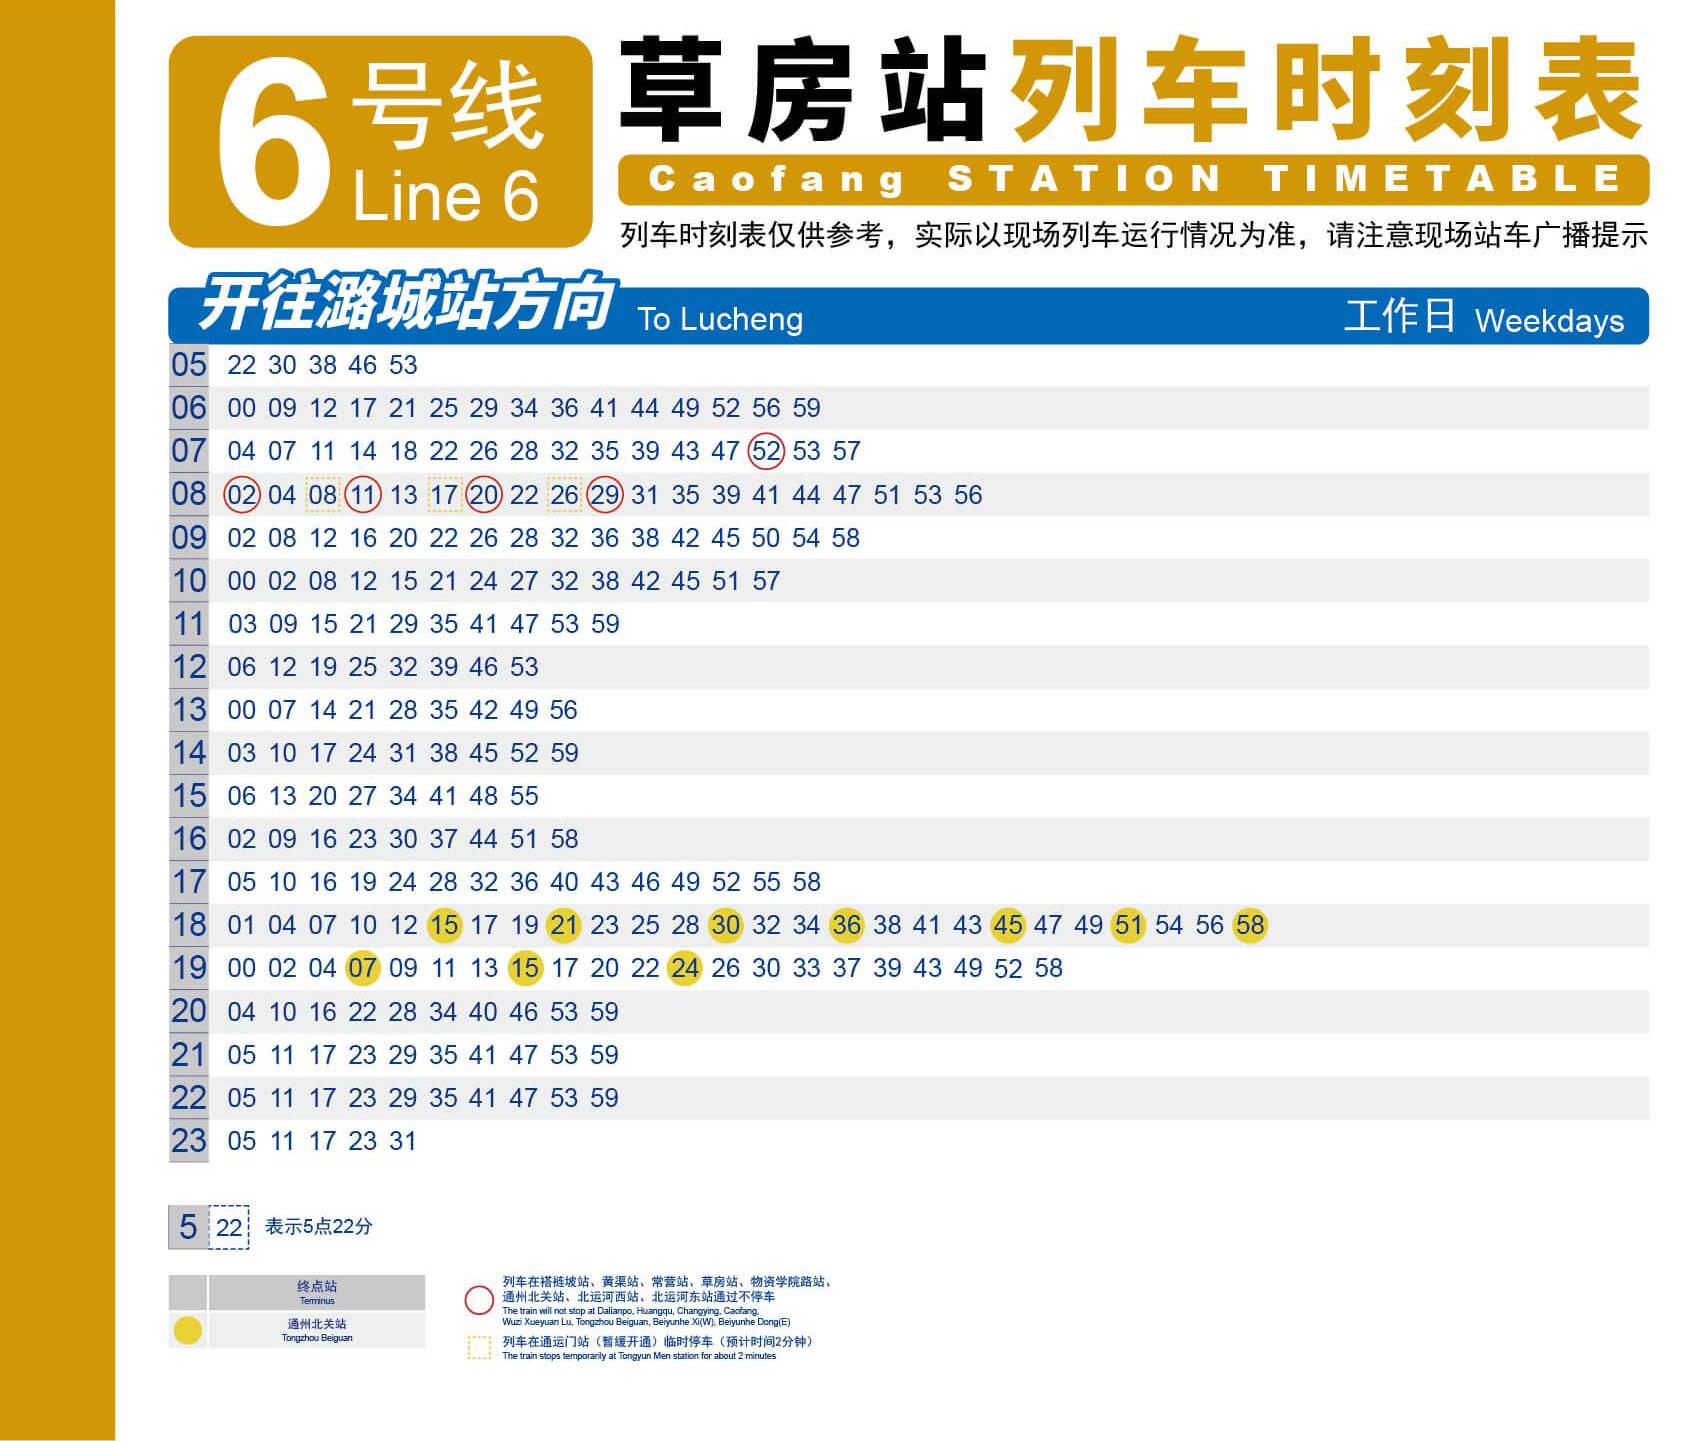 6号线
Line 6
草房站列车时刻表
Caofang STATION TIMETABLE
列车时刻表仅供参考，实际以现场列车运行情况为准，请注意现场站车广播提示
开往潞城站方向 To Lucheng 工作日 Weekdays
05 22 30 38 46 53
06 00 09 12 17 21 25 29 34 36 41 44 49 52 56 59
07 04 07 11 14 18 22 26 28 32 35 39 43 47 52 53 57
08 02 04 08 11 13 17 20 22 26 29 31 35 39 41 44 47 51 53 56
09 02 08 12 16 20 22 26 28 32 36 38 42 45 50 54 58
10 00 02 08 12 15 21 24 27 32 38 42 45 51 57
11 03 09 15 21 29 35 41 47 53 59
12 06 12 19 25 32 39 46 53
13 00 07 14 21 28 35 42 49 56
14 03 10 17 24 31 38 45 52 59
15 06 13 20 27 34 41 48 55
16 02 09 16 23 30 37 44 51 58
17 05 10 16 19 24 28 32 36 40 43 46 49 52 55 58
18 01 04 07 10 12 15 17 19 21 23 25 28 30 32 34 36 38 41 43 45 47 49 51 54 56 58
19 00 02 04 07 09 11 13 15 17 20 22 24 26 30 33 37 39 43 49 52 58
20 04 10 16 22 28 34 40 46 53 59
21 05 11 17 23 29 35 41 47 53 59
22 05 11 17 23 29 35 41 47 53 59
23 05 11 17 23 31
5 22 表示5点22分
终点站
Terminus
通州北关站
Tongzhou Beiguan
列车在褡裢坡站、黄渠站、常营站、草房站、物资学院路站、
通州北关站、北运河西站、北运河东站通过不停车
The train will not stop at Dalianpo, Huangqu, Changying, Caofang,
Wuzi Xueyuan Lu, Tongzhou Beiguan, Beiyunhe Xi(W), Beiyunhe Dong(E)
列车在通运门站（暂缓开通）临时停车（预计时间2分钟）
The train stops temporarily at Tongyun Men station for about 2 minutes